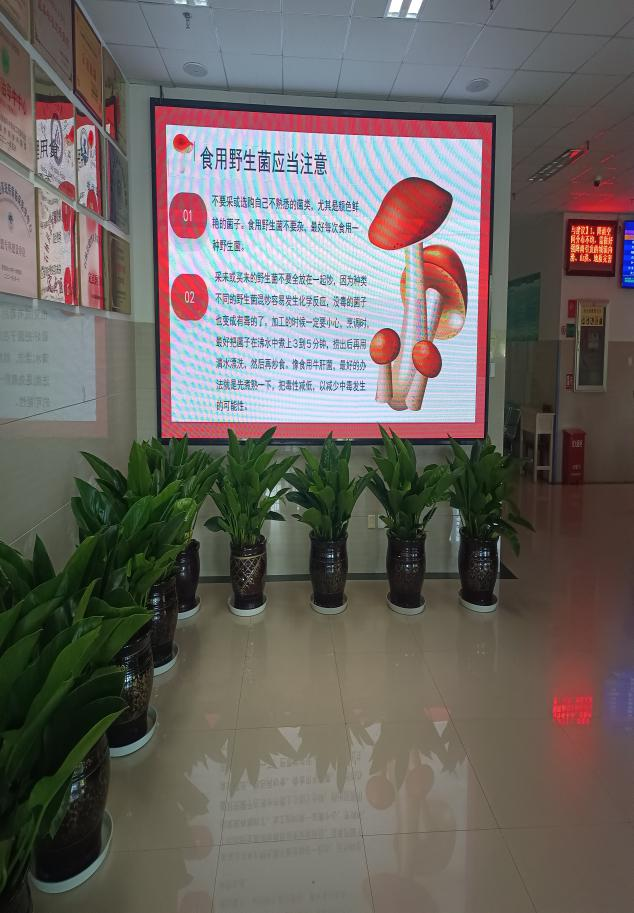 食用野生菌应当注意
01
不要采或选购自己不熟悉的菌类，尤其是颜色鲜
艳的菌子。食用野生菌不要杂。最好每次食用一
种野生菌。
02
采来或买来的野生菌不要全放在一起炒，因为种类
不同的野生菌混炒容易发生化学反应，没毒的菌子
也变成有毒的了。加工的时候一定要小心，烹调时，
最好把菌子在沸水中煮上3到5分钟，捞出后再用
清水漂洗，然后再炒食。像食用牛肝菌，最好的办
法就是先煮熟一下，把毒性减低，以减少中毒发生
的可能性。